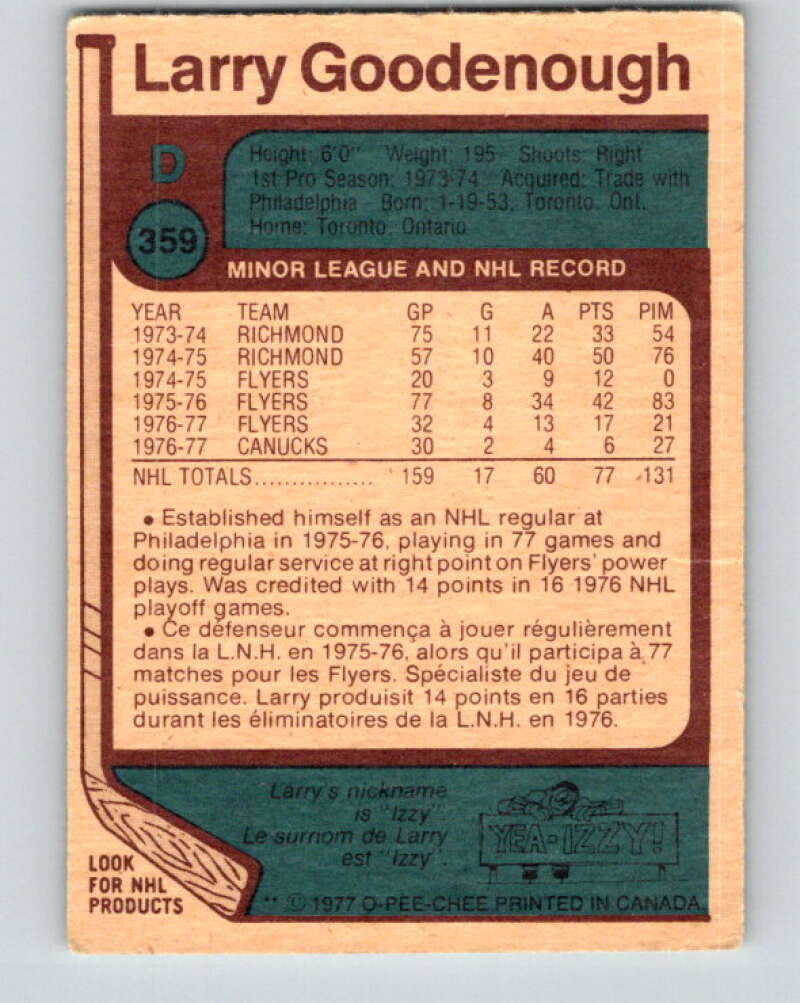 Larry Goodenough
D
Height: 6'0" Weight: 195 Shoots: Right
1st Pro Season: 1973-74 Acquired: Trade with
Philadelphia Born: 1-19-53, Toronto, Ont.
Home: Toronto, Ontario
359
MINOR LEAGUE AND NHL RECORD
YEAR TEAM GP G A PTS PIM
1973-74 RICHMOND 75 11 22 33 54
1974-75 RICHMOND 57 10 40 50 76
1974-75 FLYERS 20 3 9 12 0
1975-76 FLYERS 77 8 34 42 83
1976-77 FLYERS 32 4 13 17 21
1976-77 CANUCKS 30 2 4 6 27
NHL TOTALS................ 159 17 60 77 131
• Established himself as an NHL regular at
Philadelphia in 1975-76, playing in 77 games and
doing regular service at right point on Flyers' power
plays. Was credited with 14 points in 16 1976 NHL
playoff games.
• Ce défenseur commença à jouer régulièrement
dans la L.N.H. en 1975-76, alors qu'il participa à 77
matches pour les Flyers. Spécialiste du jeu de
puissance. Larry produisit 14 points en 16 parties
durant les éliminatoires de la L.N.H. en 1976.
Larry's nickname
is "Izzy".
Le surnom de Larry
est "Izzy".
YEA-IZZY!
LOOK
FOR NHL
PRODUCTS
** © 1977 O-PEE-CHEE PRINTED IN CANADA.